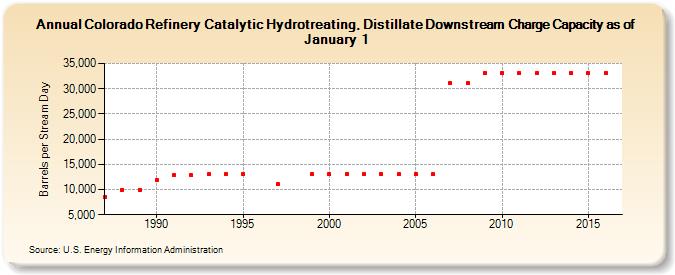 Annual Colorado Refinery Catalytic Hydrotreating, Distillate Downstream Charge Capacity as of
January 1
Barrels per Stream Day
35,000
30,000
25,000
20,000
15,000
10,000
5,000
1990 1995 2000 2005 2010 2015
Source: U.S. Energy Information Administration